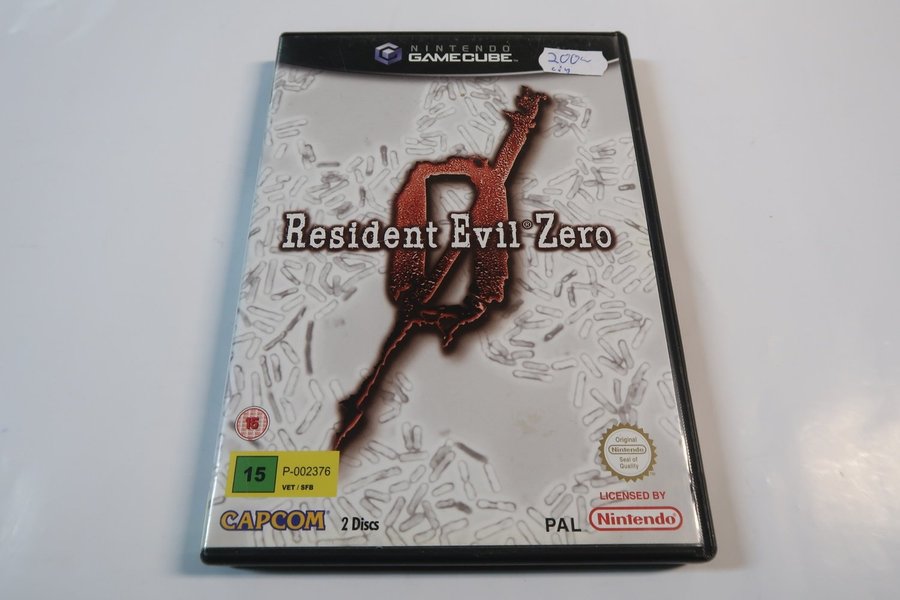 NINTENDO
GAMECUBE™
200
Resident Evil® Zero
15
15 P-002376
VET / SFB
CAPCOM® 2 Discs
Original
Nintendo
Seal of
Quality
LICENSED BY
PAL Nintendo®